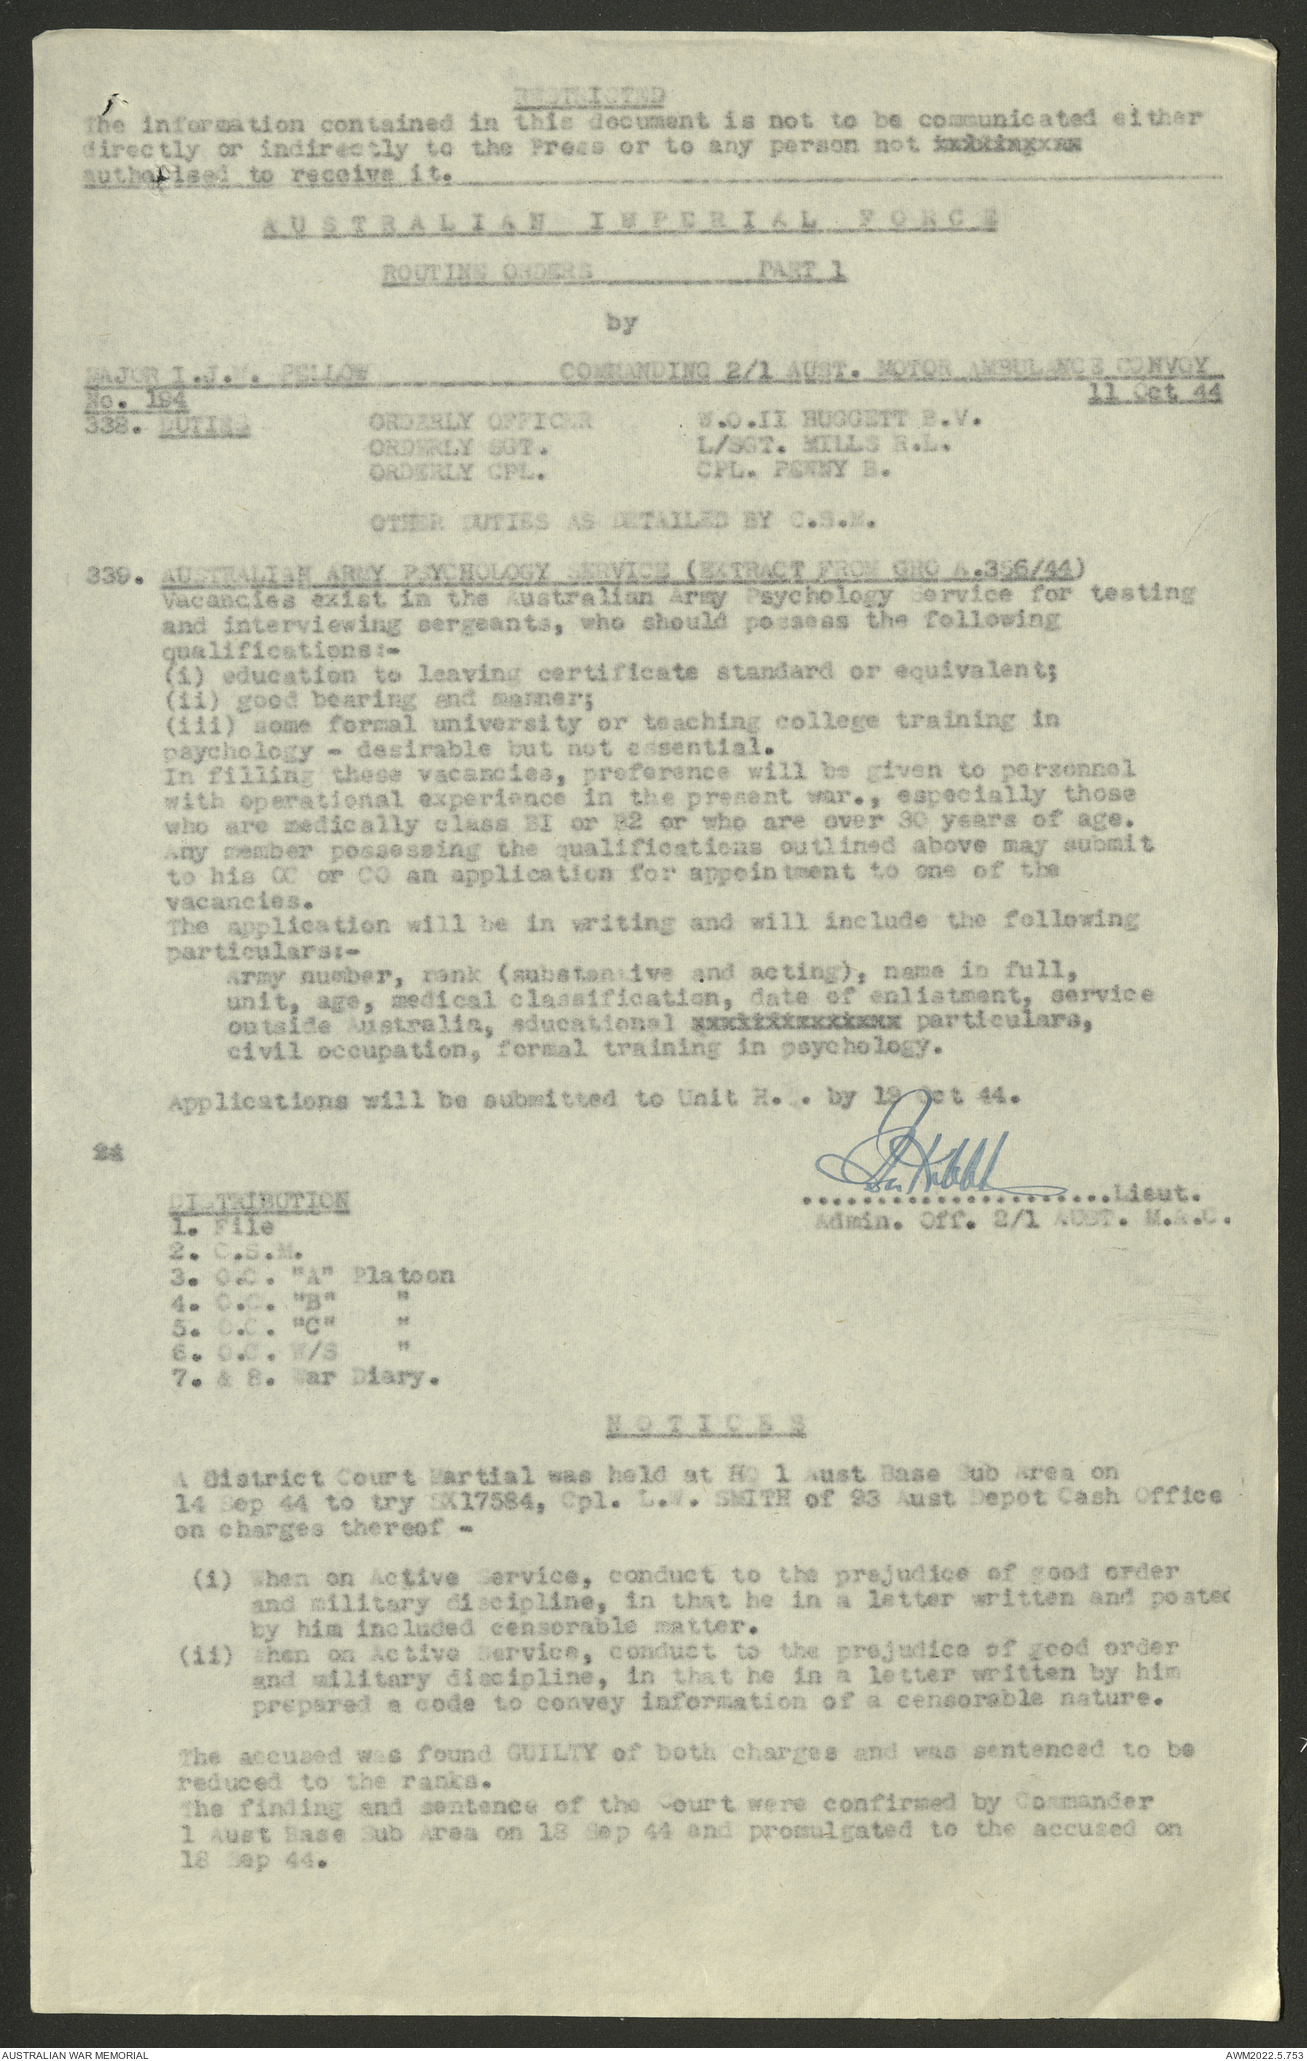 RESTRICTED
The information contained in this document is not to be communicated either
directly or indirectly to the Press or to any person not
authorised to receive it.
AUSTRALIAN IMPERIAL FORCE
ROUTINE ORDERS PART 1
by
MAJOR I.J.W. PELLOW COMMANDING 2/1 AUST. MOTOR AMBULANCE CONVOY
No. 194 11 Oct 44
338. DUTIES ORDERLY OFFICER W.O.II HUGGETT B.V.
ORDERLY SGT. L/SGT. MILLS R.L.
ORDERLY CPL. CPL. PENNY B.
OTHER DUTIES AS DETAILED BY C.S.M.
339. AUSTRALIAN ARMY PSYCHOLOGY SERVICE (EXTRACT FROM GRO A.356/44)
Vacancies exist in the Australian Army Psychology Service for testing
and interviewing sergeants, who should possess the following
qualifications:-
(i) education to leaving certificate standard or equivalent;
(ii) good bearing and manner;
(iii) some formal university or teaching college training in
psychology - desirable but not essential.
In filling these vacancies, preference will be given to personnel
with operational experience in the present war., especially those
who are medically class BI or B2 or who are over 30 years of age.
Any member possessing the qualifications outlined above may submit
to his OC or CO an application for appointment to one of the
vacancies.
The application will be in writing and will include the following
particulars:-
Army number, rank (substantive and acting), name in full,
unit, age, medical classification, date of enlistment, service
outside Australia, educational particulars,
civil occupation, formal training in psychology.
Applications will be submitted to Unit H. . by Oct 44.
24
DISTRIBUTION
1. File
2. C.S.M.
3. O.C. "A" Platoon
4. O.C. "B" "
5. O.C. "C" "
6. O.C. W/S "
7. & 8. War Diary.
....................Lieut.
Admin. Off. 2/1 AUST. M.A.C.
NOTICES
A District Court Martial was held at HQ 1 Aust Base Sub Area on
14 Sep 44 to try SX17584, Cpl. L.W. SMITH of 23 Aust Depot Cash Office
on charges thereof -
(i) When on Active Service, conduct to the prejudice of good order
and military discipline, in that he in a letter written and posted
by him included censorable matter.
(ii) When on Active Service, conduct to the prejudice of good order
and military discipline, in that he in a letter written by him
prepared a code to convey information of a censorable nature.
The accused was found GUILTY of both charges and was sentenced to be
reduced to the ranks.
The finding and sentence of the Court were confirmed by Commander
1 Aust Base Sub Area on 18 Sep 44 and promulgated to the accused on
18 Sep 44.
AUSTRALIAN WAR MEMORIAL AWM2022.5.753